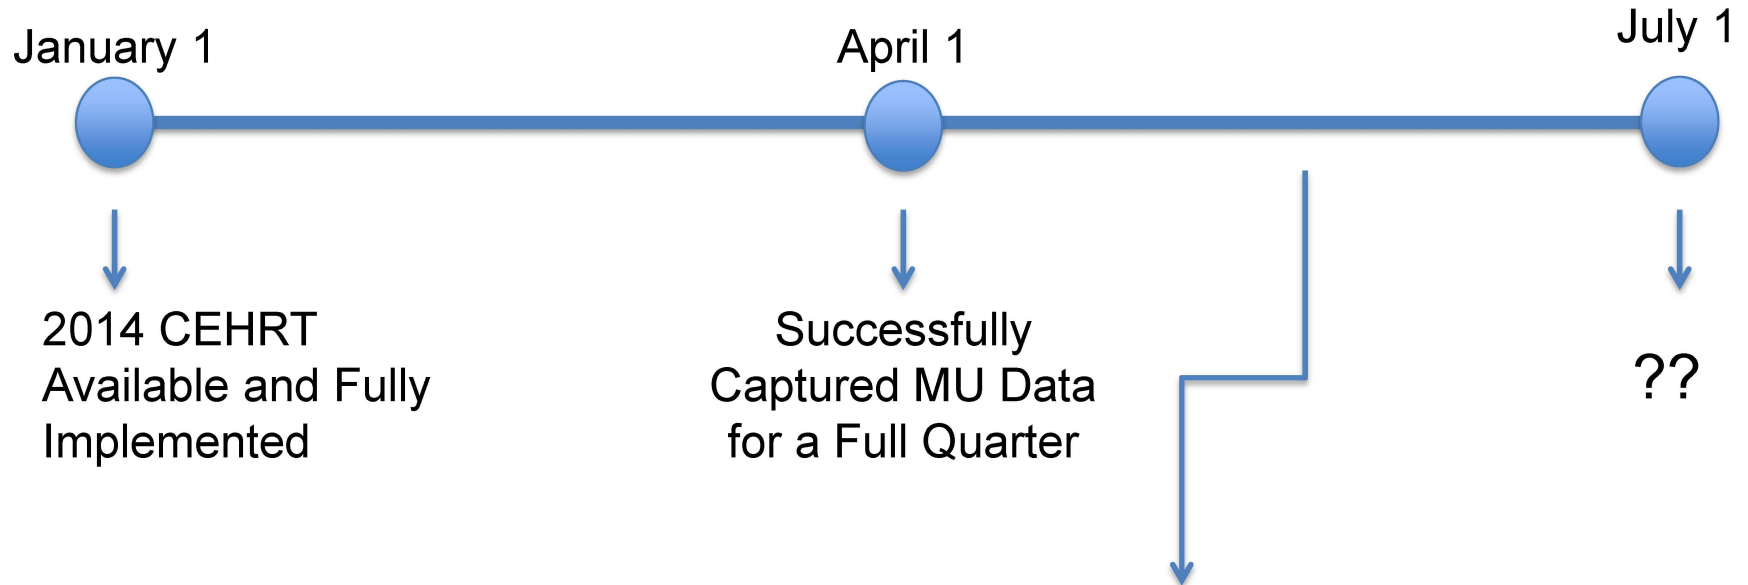 January 1
April 1
July 1
2014 CEHRT
Available and Fully
Implemented
Successfully
Captured MU Data
for a Full Quarter
??